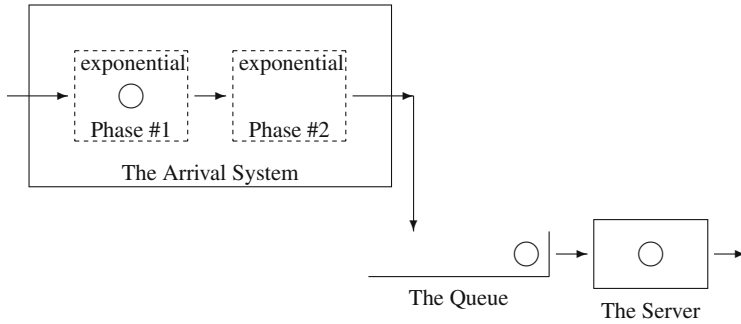 exponential
exponential
Phase #1
Phase #2
The Arrival System
The Queue
The Server